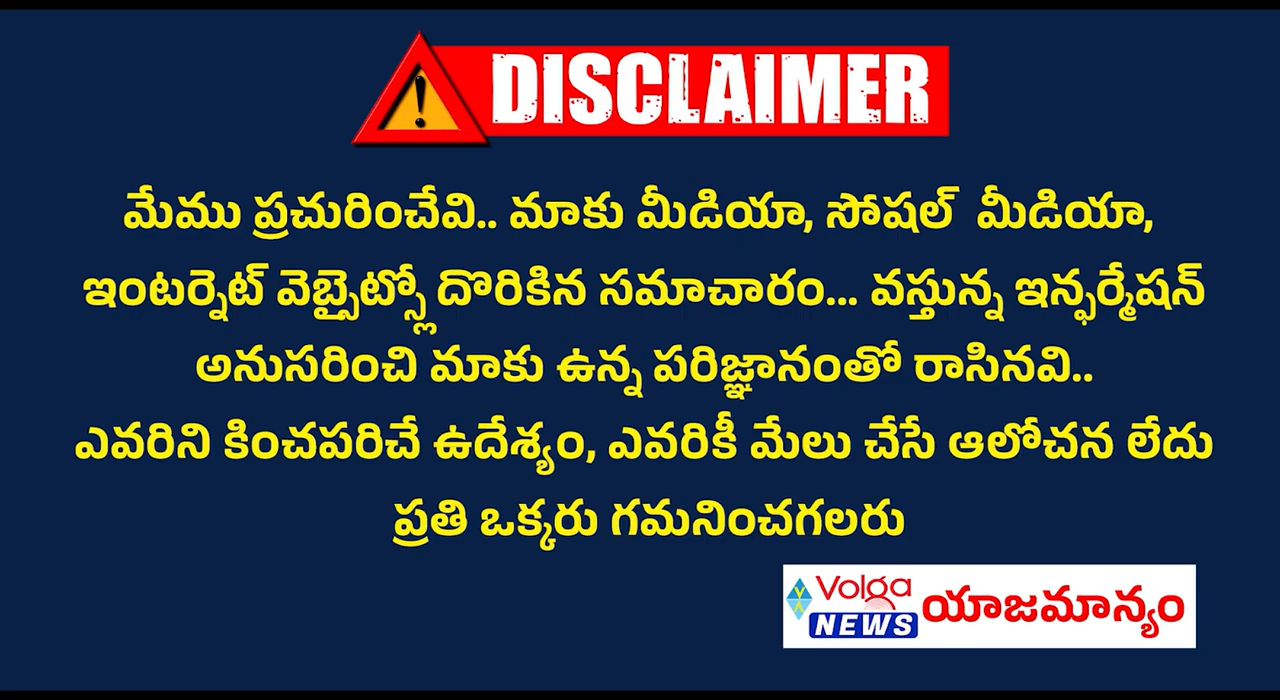 DISCLAIMER
మేము ప్రచురించేవి.. మాకు మీడియా, సోషల్ మీడియా,
ఇంటర్నెట్ వెబ్సైట్స్లో దొరికిన సమాచారం... వస్తున్న ఇన్ఫర్మేషన్
అనుసరించి మాకు ఉన్న పరిజ్ఞానంతో రాసినవి..
ఎవరిని కించపరిచే ఉదేశ్యం, ఎవరికీ మేలు చేసే ఆలోచన లేదు
ప్రతి ఒక్కరు గమనించగలరు
Volga
NEWS యాజమాన్యం